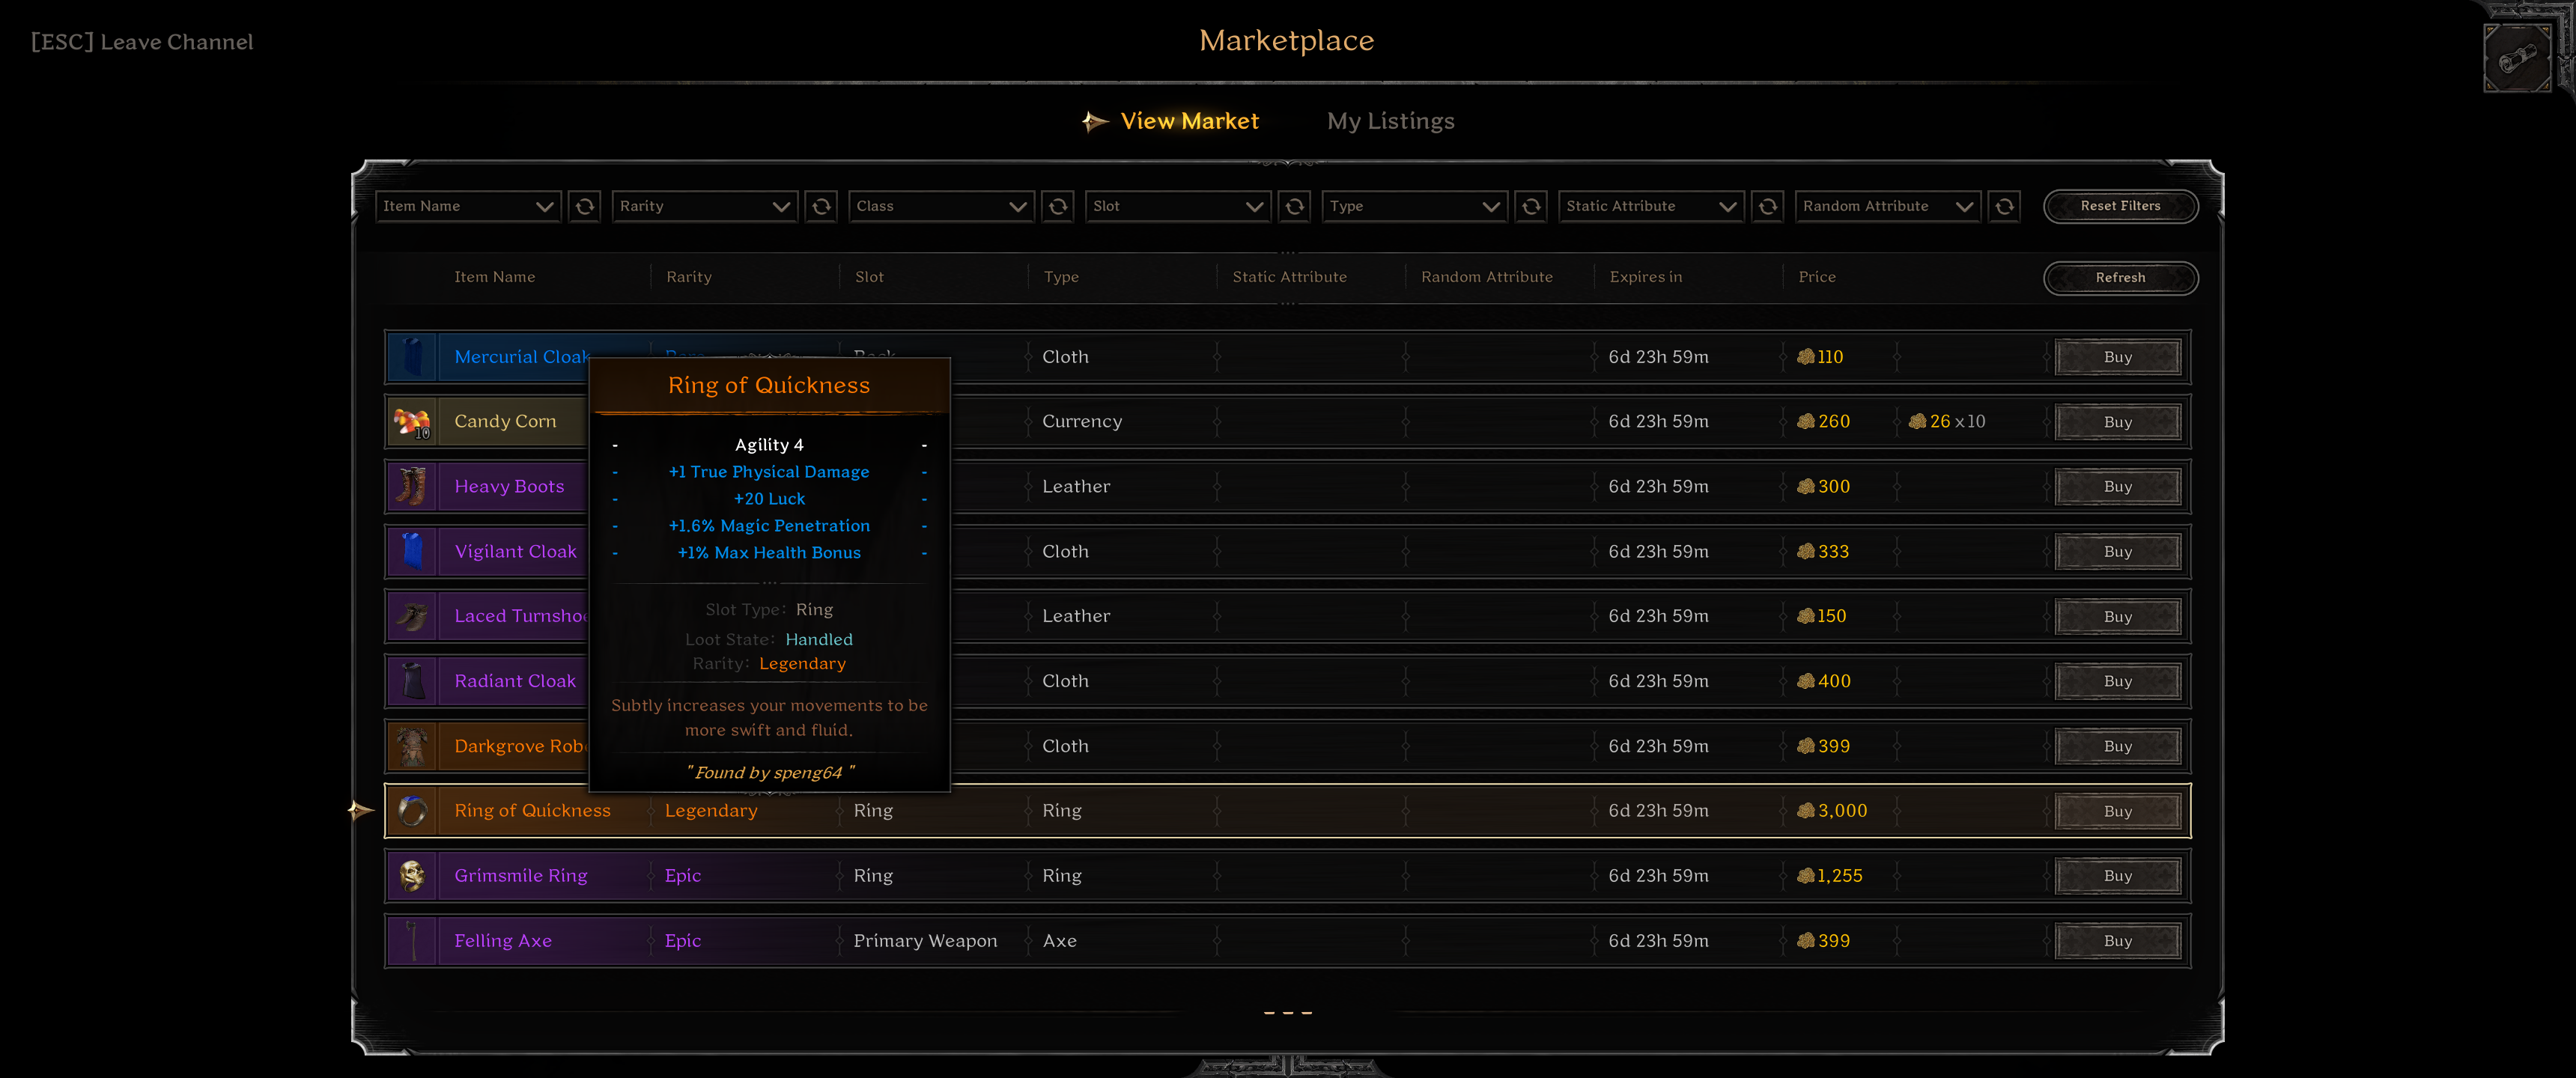 [ESC] Leave Channel
Marketplace
View Market My Listings
Item Name Rarity Class Slot Type Static Attribute Random Attribute Reset Filters
Item Name Rarity Slot Type Static Attribute Random Attribute Expires in Price Refresh
Mercurial Cloak Cloth 6d 23h 59m 110 Buy
Candy Corn 10 Currency 6d 23h 59m 260 26 x10 Buy
Heavy Boots Leather 6d 23h 59m 300 Buy
Vigilant Cloak Cloth 6d 23h 59m 333 Buy
Laced Leather 6d 23h 59m 150 Buy
Radiant Cloak Cloth 6d 23h 59m 400 Buy
Darkgrove Cloth 6d 23h 59m 399 Buy
Ring of Quickness Legendary Ring Ring 6d 23h 59m 3,000 Buy
Grimsmile Ring Epic Ring Ring 6d 23h 59m 1,255 Buy
Felling Axe Epic Primary Weapon Axe 6d 23h 59m 399 Buy
Ring of Quickness
- Agility 4 -
- +1 True Physical Damage -
- +20 Luck -
- +1.6% Magic Penetration -
- +1% Max Health Bonus -
Slot Type: Ring
Loot State: Handled
Rarity: Legendary
Subtly increases your movements to be
more swift and fluid.
"Found by speng64 "